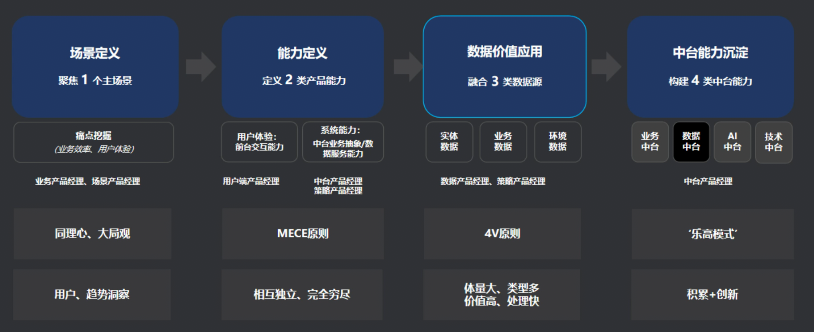 场景定义
聚焦 1 个主场景
能力定义
定义 2 类产品能力
数据价值应用
融合 3 类数据源
中台能力沉淀
构建 4 类中台能力
痛点挖掘
(业务效率、用户体验)
用户体验:
前台交互能力
系统能力:
中台业务抽象/数
据服务能力
实体
数据
业务
数据
环境
数据
业务
中台
数据
中台
AI
中台
技术
中台
业务产品经理、场景产品经理
用户端产品经理
中台产品经理
策略产品经理
数据产品经理、策略产品经理
中台产品经理
同理心、大局观
MECE原则
4V原则
‘乐高模式’
用户、趋势洞察
相互独立、完全穷尽
体量大、类型多
价值高、处理快
积累+创新